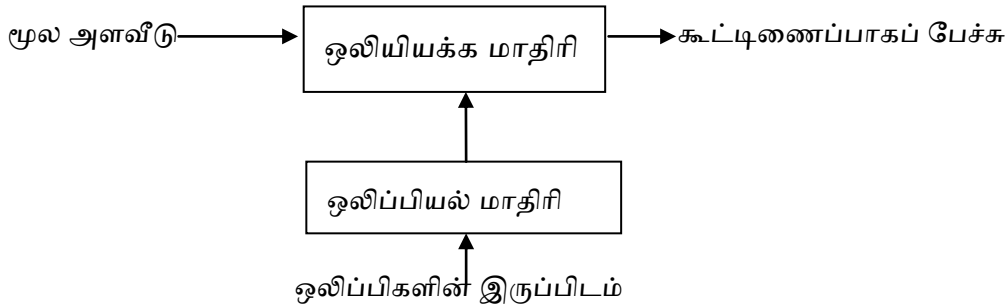 மூல அளவீடு
ஒலியியக்க மாதிரி
கூட்டிணைப்பாகப் பேச்சு
ஒலிப்பியல் மாதிரி
ஒலிப்பிகளின் இருப்பிடம்